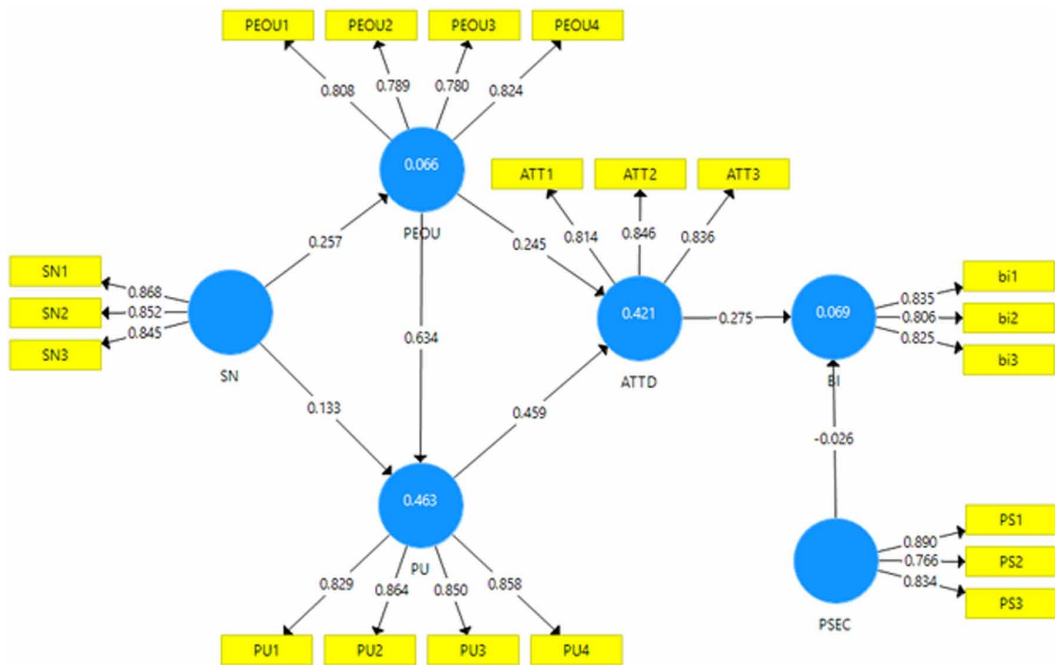 PEOU1 PEOU2 PEOU3 PEOU4
0.808 0.789 0.780 0.824
0.066
PEOU
ATT1 ATT2 ATT3
0.814 0.846 0.836
0.257
0.245
SN1
SN2
SN3
0.868
0.852
0.845
SN
0.634
0.421
ATTD
0.275
0.069
BI
0.835
0.806
0.825
bi1
bi2
bi3
0.133
0.459
-0.026
0.463
PU
0.829 0.864 0.850 0.858
PU1 PU2 PU3 PU4
PSEC
0.890
0.766
0.834
PS1
PS2
PS3